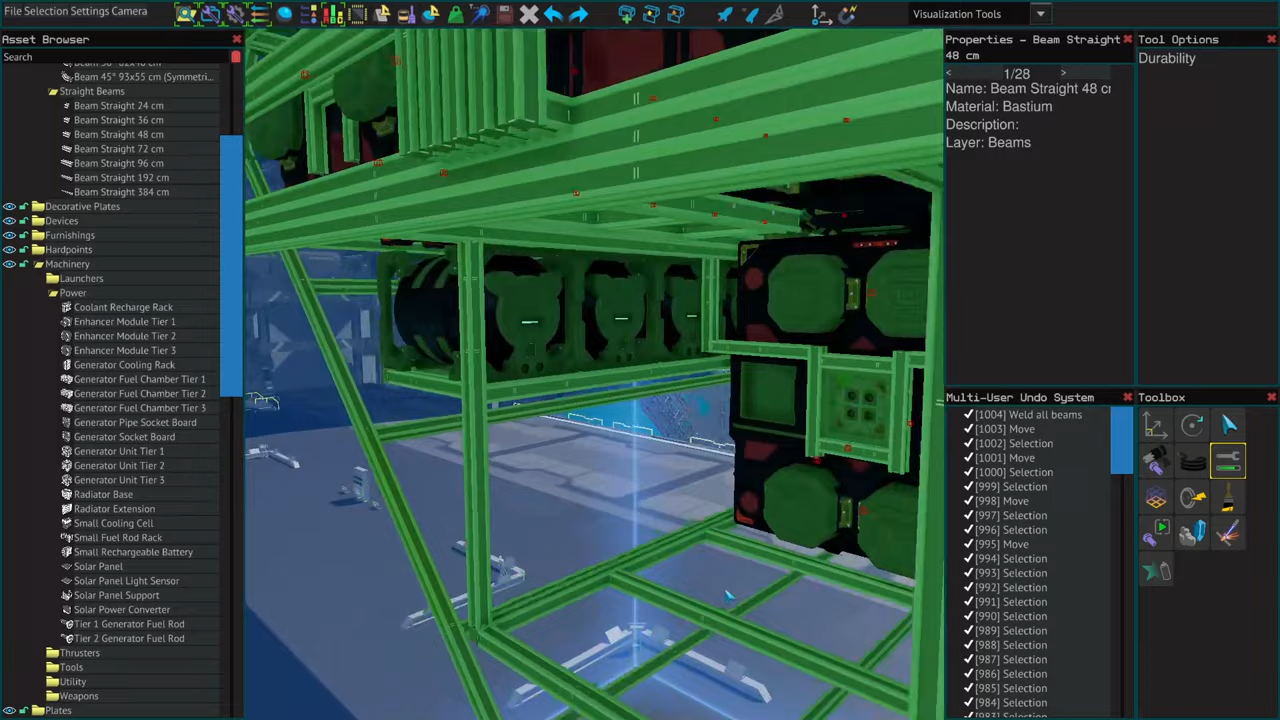 File Selection Settings Camera
Visualization Tools
Asset Browser
Search
Beam 45° 93x55 cm (Symmetri...
Straight Beams
Beam Straight 24 cm
Beam Straight 36 cm
Beam Straight 48 cm
Beam Straight 72 cm
Beam Straight 96 cm
Beam Straight 192 cm
Beam Straight 384 cm
Decorative Plates
Devices
Furnishings
Hardpoints
Machinery
Launchers
Power
Coolant Recharge Rack
Enhancer Module Tier 1
Enhancer Module Tier 2
Enhancer Module Tier 3
Generator Cooling Rack
Generator Fuel Chamber Tier 1
Generator Fuel Chamber Tier 2
Generator Fuel Chamber Tier 3
Generator Pipe Socket Board
Generator Socket Board
Generator Unit Tier 1
Generator Unit Tier 2
Generator Unit Tier 3
Radiator Base
Radiator Extension
Small Cooling Cell
Small Fuel Rod Rack
Small Rechargeable Battery
Solar Panel
Solar Panel Light Sensor
Solar Panel Support
Solar Power Converter
Tier 1 Generator Fuel Rod
Tier 2 Generator Fuel Rod
Thrusters
Tools
Utility
Weapons
Plates
Properties - Beam Straight
48 cm
< 1/28 >
Name: Beam Straight 48 cr
Material: Bastium
Description:
Layer: Beams
Tool Options
Durability
Multi-User Undo System
[1004] Weld all beams
[1003] Move
[1002] Selection
[1001] Move
[1000] Selection
[999] Selection
[998] Move
[997] Selection
[996] Selection
[995] Move
[994] Selection
[993] Selection
[992] Selection
[991] Selection
[990] Selection
[989] Selection
[988] Selection
[987] Selection
[986] Selection
[985] Selection
[984] Selection
[983] Selection
Toolbox